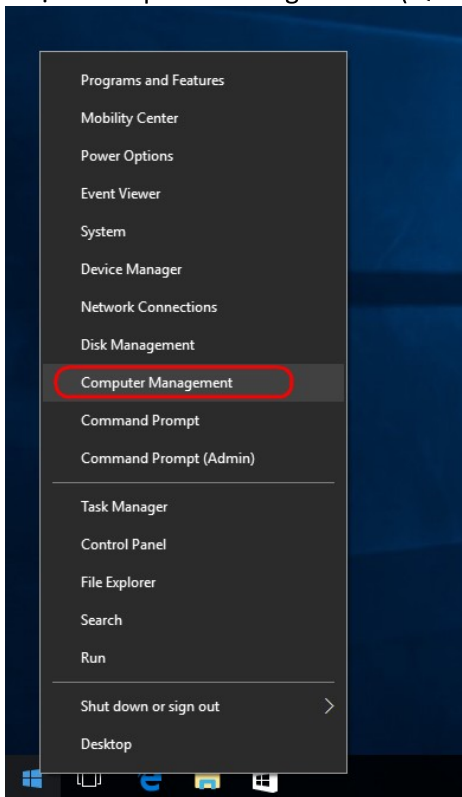 Programs and Features
Mobility Center
Power Options
Event Viewer
System
Device Manager
Network Connections
Disk Management
Computer Management
Command Prompt
Command Prompt (Admin)
Task Manager
Control Panel
File Explorer
Search
Run
Shut down or sign out
Desktop